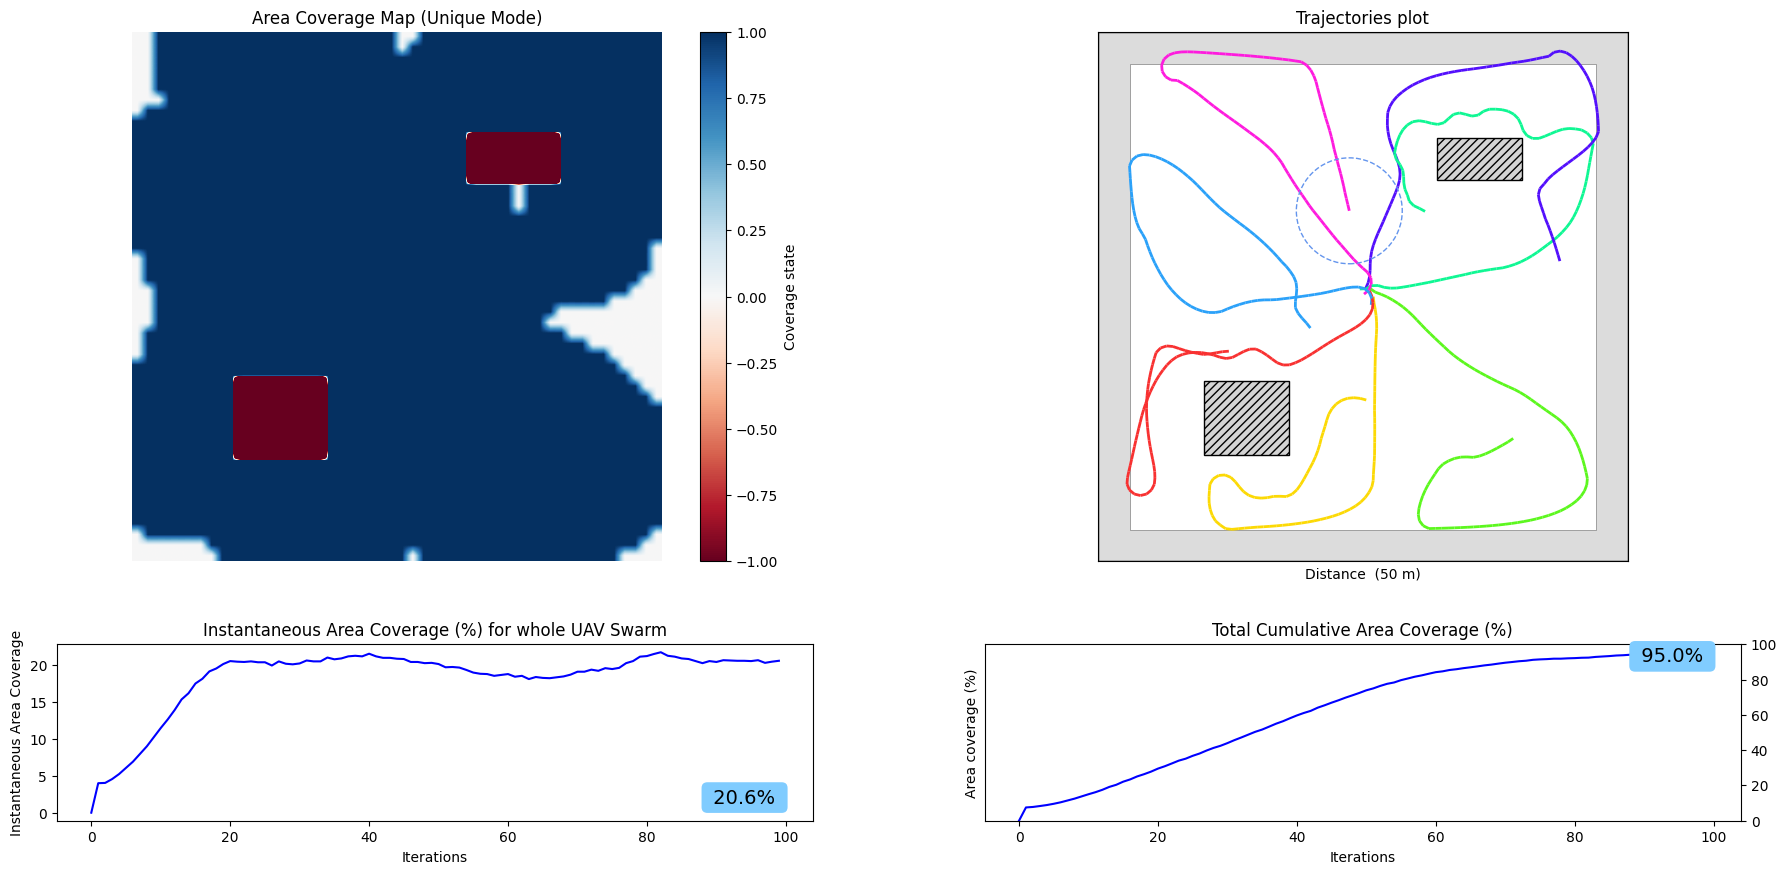 Area Coverage Map (Unique Mode)
1.00
0.75
0.50
0.25
0.00
−0.25
−0.50
−0.75
−1.00
Coverage state
Trajectories plot
Distance  (50 m)
Instantaneous Area Coverage (%) for whole UAV Swarm
Instantaneous Area Coverage
20
15
10
5
0
20.6%
0 20 40 60 80 100
Iterations
Total Cumulative Area Coverage (%)
Area coverage (%)
95.0%
100
80
60
40
20
0
0 20 40 60 80 100
Iterations